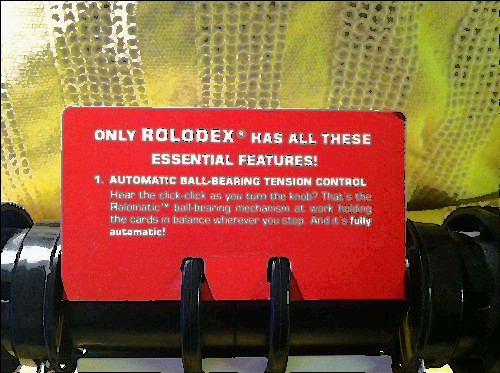 ONLY ROLODEX® HAS ALL THESE
ESSENTIAL FEATURES!
1. AUTOMATIC BALL-BEARING TENSION CONTROL
Hear the click-click as you turn the knob? That's the
Rolomatic™ ball-bearing mechanism at work holding
the cards in balance wherever you stop. And it's fully
automatic!